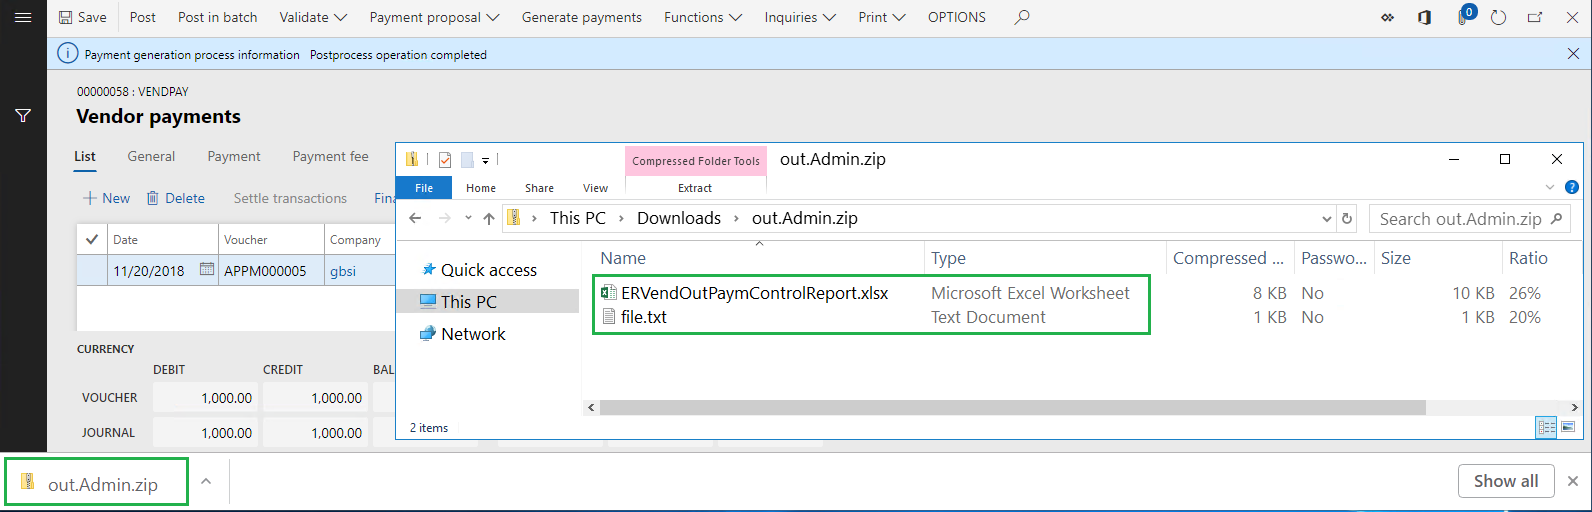 Save Post Post in batch Validate Payment proposal Generate payments Functions Inquiries Print OPTIONS 0
Payment generation process information Postprocess operation completed
00000058 : VENDPAY
Vendor payments
List General Payment Payment fee
New Delete Settle transactions Fin
Date Voucher Company
11/20/2018 APPM000005 gbsi
CURRENCY
DEBIT CREDIT BAL
VOUCHER 1,000.00 1,000.00
JOURNAL 1,000.00 1,000.00
Compressed Folder Tools out.Admin.zip
File Home Share View Extract
This PC Downloads out.Admin.zip Search out.Admin.zip
Quick access
This PC
Network
Name Type Compressed ... Passwo... Size Ratio
ERVendOutPaymControlReport.xlsx Microsoft Excel Worksheet 8 KB No 10 KB 26%
file.txt Text Document 1 KB No 1 KB 20%
2 items
out.Admin.zip Show all